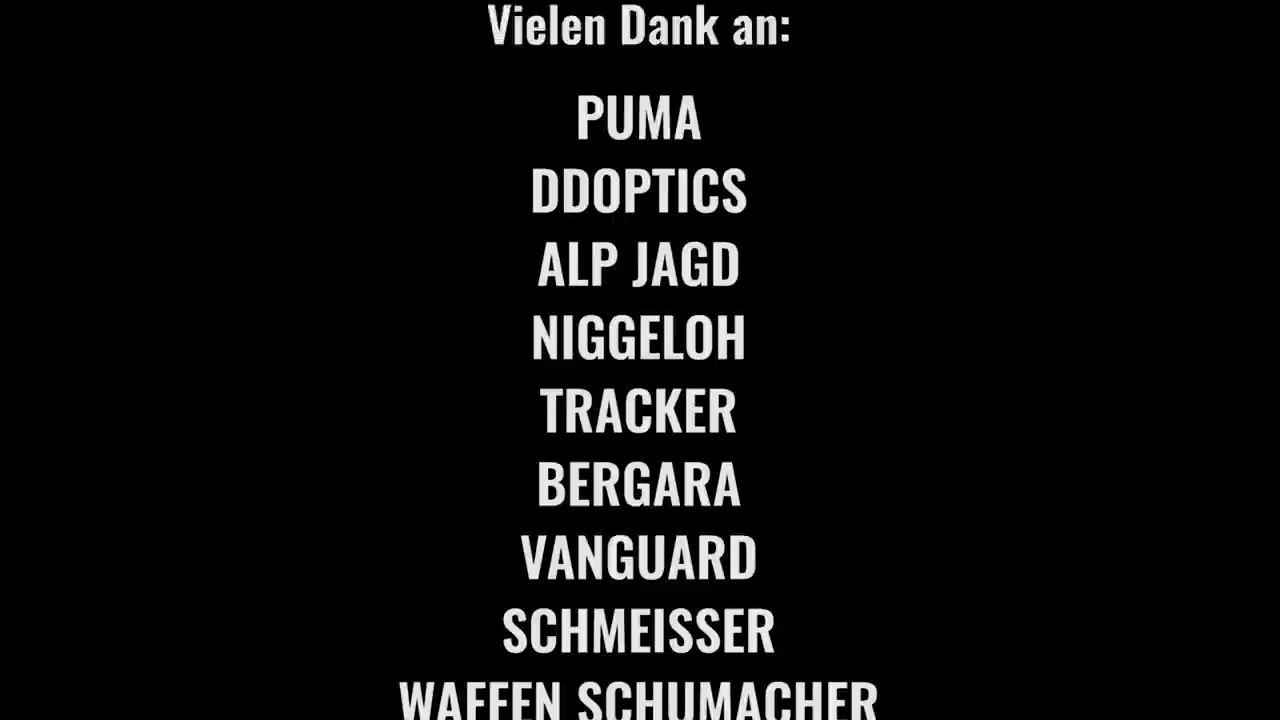 Vielen Dank an:
PUMA
DDOPTICS
ALP JAGD
NIGGELOH
TRACKER
BERGARA
VANGUARD
SCHMEISSER
WAFFEN SCHUMACHER